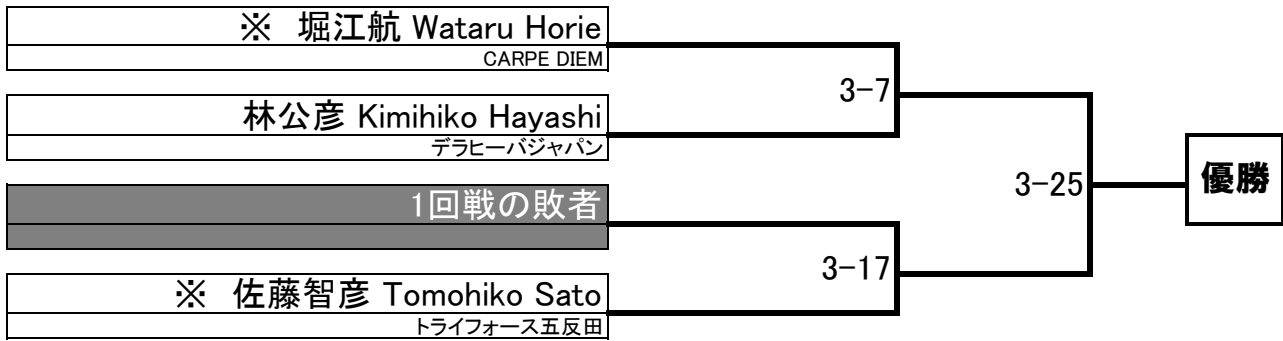 ※ 堀江航 Wataru Horie
CARPE DIEM
3-7
林公彦 Kimihiko Hayashi
デラヒーバジャパン
3-25
優勝
1回戦の敗者
3-17
※ 佐藤智彦 Tomohiko Sato
トライフォース五反田